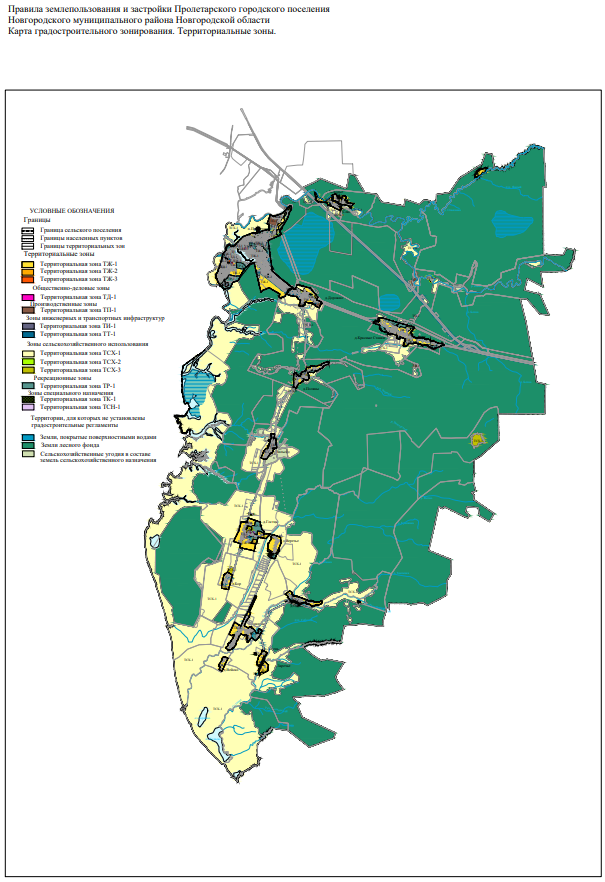 Правила землепользования и застройки Пролетарского городского поселения
Новгородского муниципального района Новгородской области
Карта градостроительного зонирования. Территориальные зоны.
УСЛОВНЫЕ ОБОЗНАЧЕНИЯ
Границы
Граница сельского поселения
Границы населенных пунктов
Границы территориальных зон
Территориальные зоны
Территориальная зона ТЖ-1
Территориальная зона ТЖ-2
Территориальная зона ТЖ-3
Общественно-деловые зоны
Территориальная зона ТД-1
Производственные зоны
Территориальная зона ТП-1
Зоны инженерных и транспортных инфраструктур
Территориальная зона ТИ-1
Территориальная зона ТТ-1
Зоны сельскохозяйственного использования
Территориальная зона ТСХ-1
Территориальная зона ТСХ-2
Территориальная зона ТСХ-3
Рекреационные зоны
Территориальная зона ТР-1
Зоны специального назначения
Территориальная зона ТК-1
Территориальная зона ТСН-1
Территории, для которых не установлены
градостроительные регламенты
Земли, покрытые поверхностными водами
Земли лесного фонда
Сельскохозяйственные угодия в составе
земель сельскохозяйственного назначения